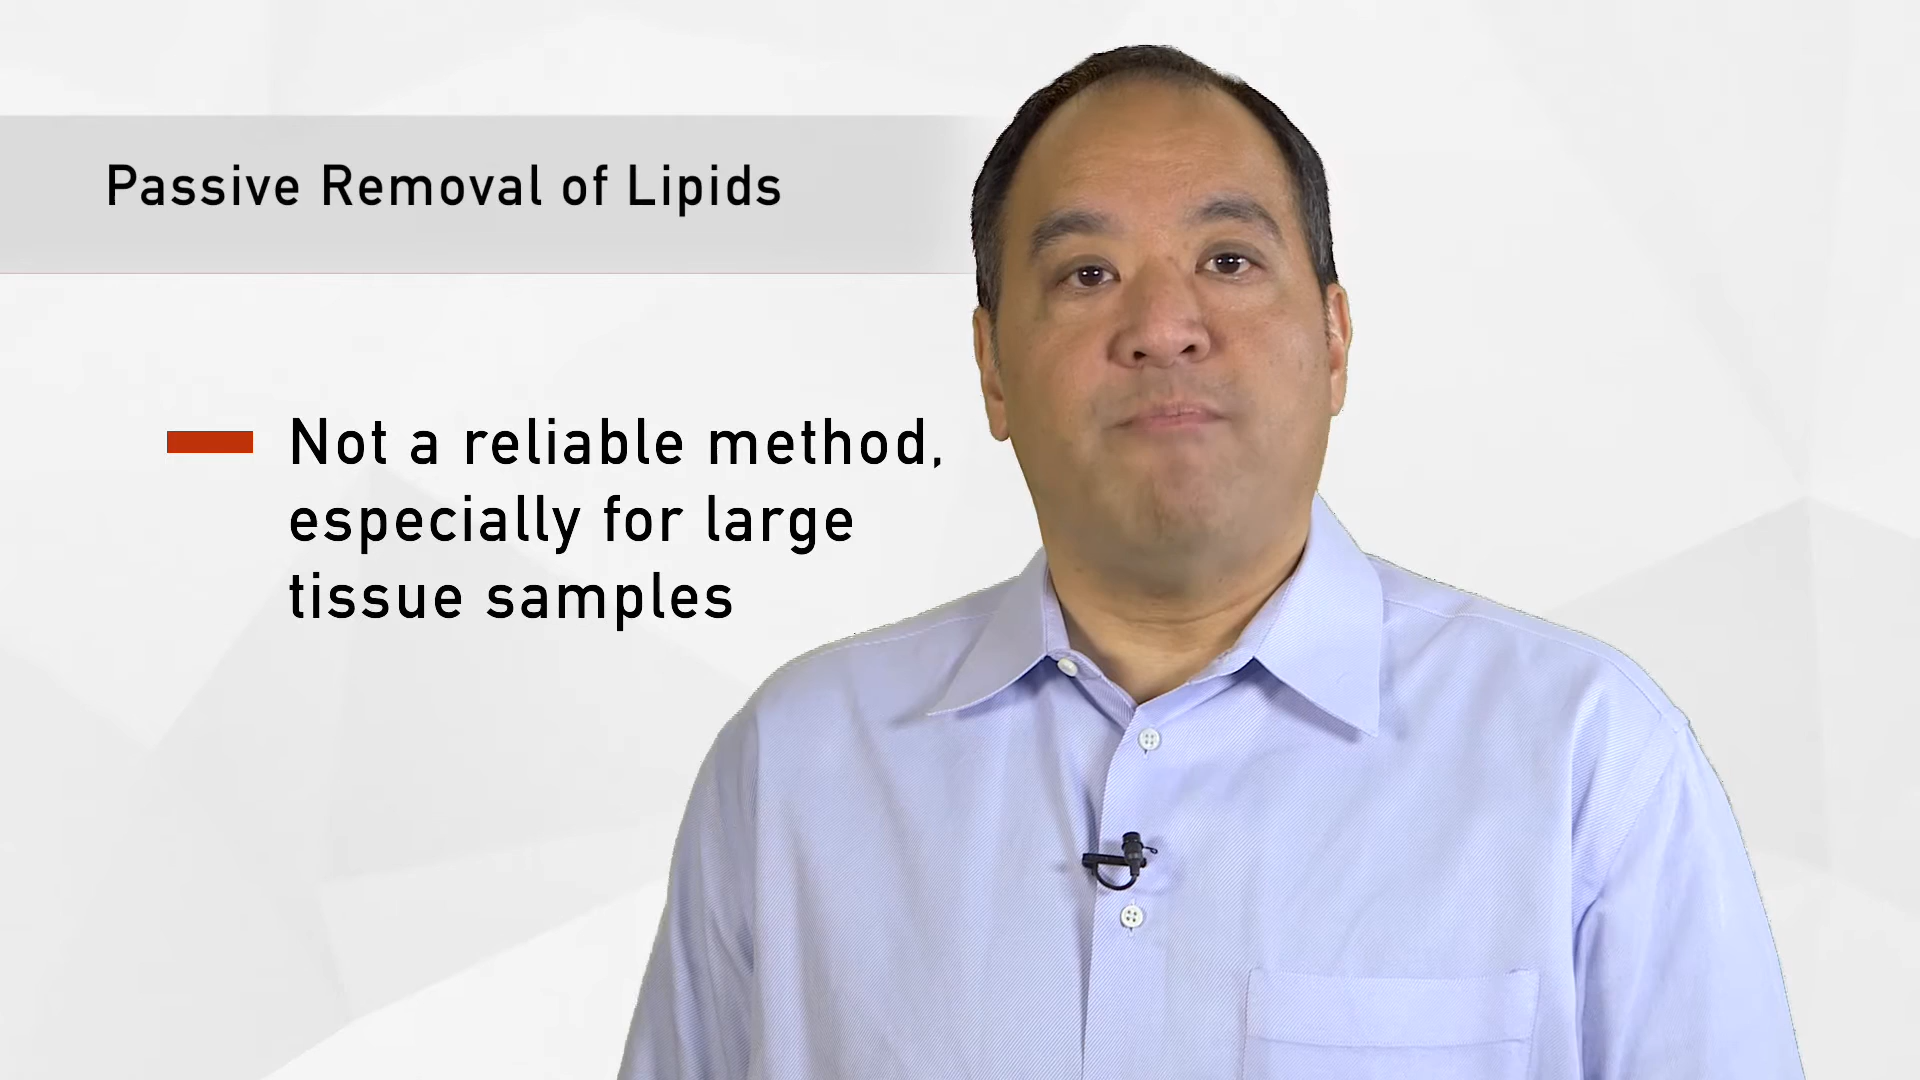 Passive Removal of Lipids
Not a reliable method,
especially for large
tissue samples